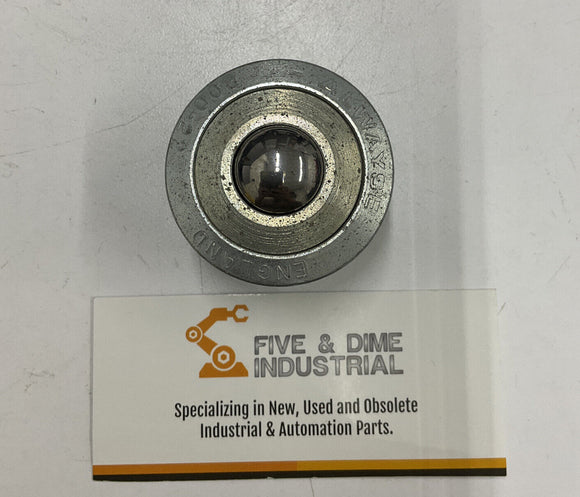 ENGLAND
FIVE & DIME
INDUSTRIAL
Specializing in New, Used and Obsolete
Industrial & Automation Parts.